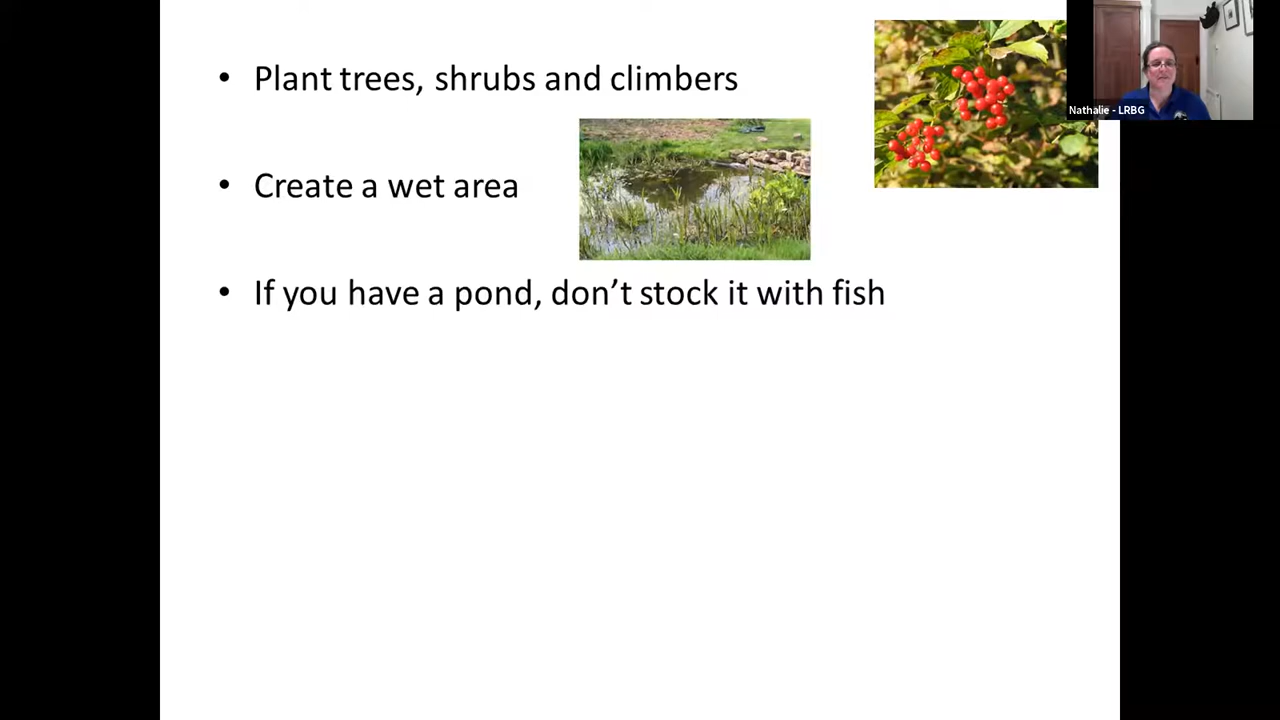 • Plant trees, shrubs and climbers
Nathalie - LRBG
• Create a wet area
• If you have a pond, don’t stock it with fish